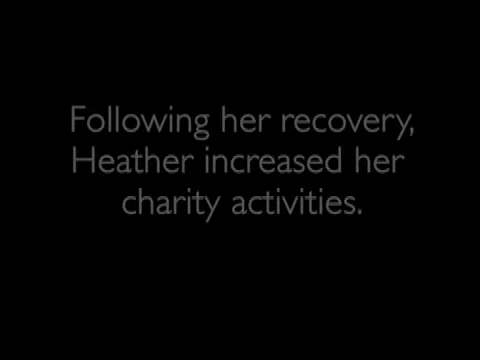 Following her recovery,
Heather increased her
charity activities.